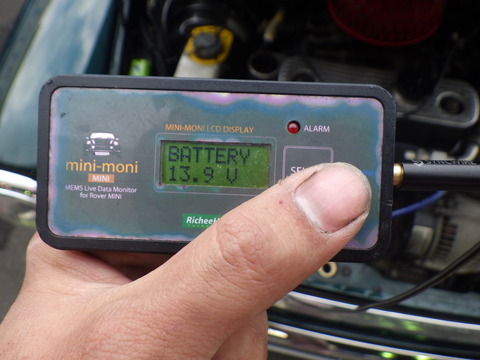 MINI-MONI LCD DISPLAY
ALARM
BATTERY
13.9 V
mini-moni
MINI
MEMS Live Data Monitor
for Rover MINI